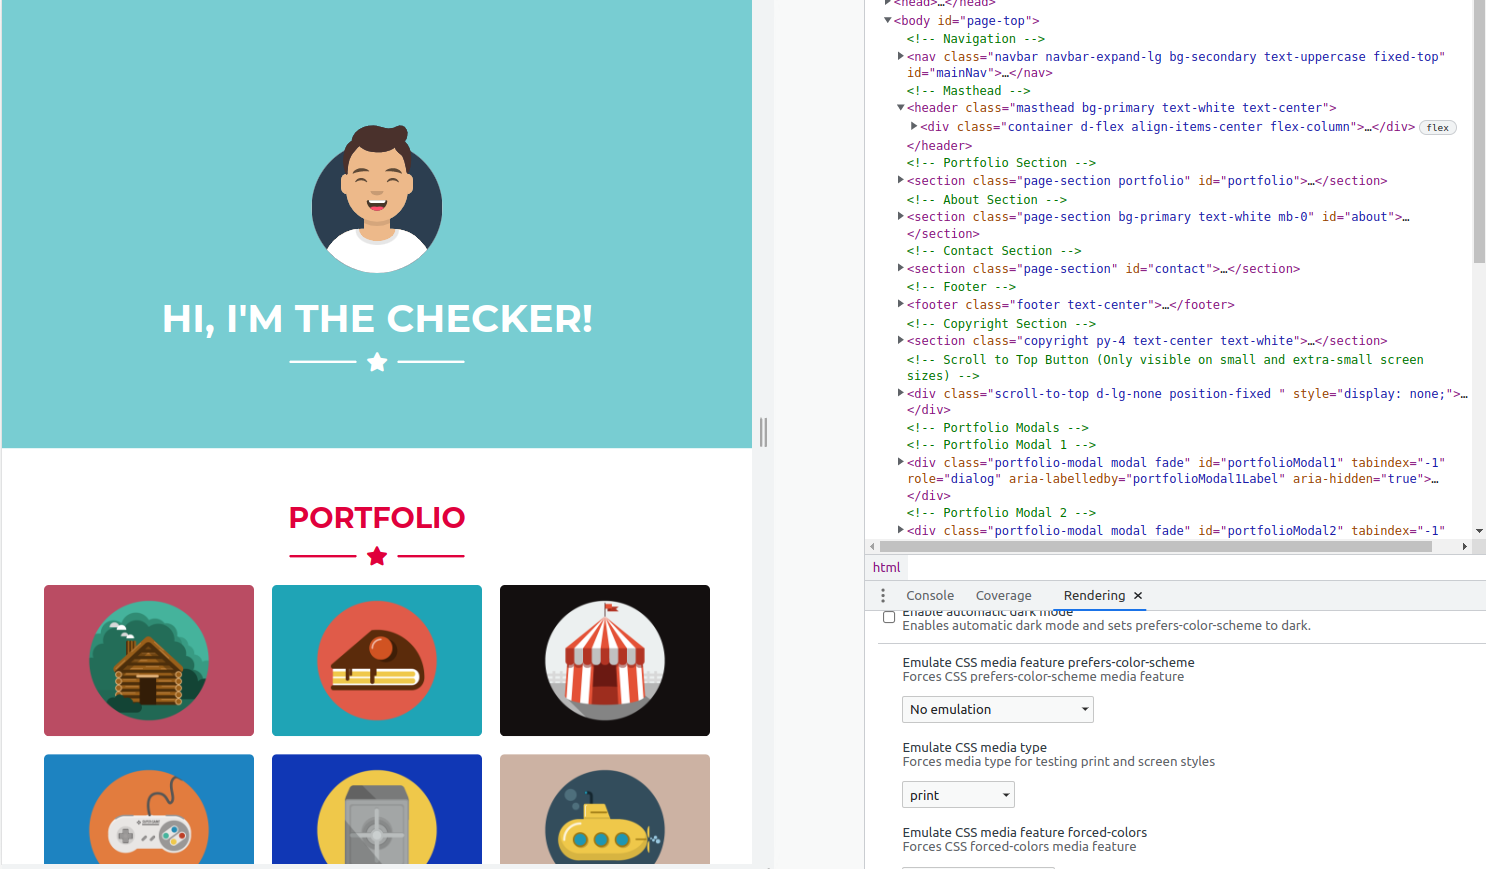 HI, I'M THE CHECKER!
PORTFOLIO
<head>…</head>
<body id="page-top">
<!-- Navigation -->
<nav class="navbar navbar-expand-lg bg-secondary text-uppercase fixed-top"
id="mainNav">…</nav>
<!-- Masthead -->
<header class="masthead bg-primary text-white text-center">
<div class="container d-flex align-items-center flex-column">…</div> flex
</header>
<!-- Portfolio Section -->
<section class="page-section portfolio" id="portfolio">…</section>
<!-- About Section -->
<section class="page-section bg-primary text-white mb-0" id="about">…
</section>
<!-- Contact Section -->
<section class="page-section" id="contact">…</section>
<!-- Footer -->
<footer class="footer text-center">…</footer>
<!-- Copyright Section -->
<section class="copyright py-4 text-center text-white">…</section>
<!-- Scroll to Top Button (Only visible on small and extra-small screen
sizes) -->
<div class="scroll-to-top d-lg-none position-fixed " style="display: none;">…
</div>
<!-- Portfolio Modals -->
<!-- Portfolio Modal 1 -->
<div class="portfolio-modal modal fade" id="portfolioModal1" tabindex="-1"
role="dialog" aria-labelledby="portfolioModal1Label" aria-hidden="true">…
</div>
<!-- Portfolio Modal 2 -->
<div class="portfolio-modal modal fade" id="portfolioModal2" tabindex="-1"
html
Console Coverage Rendering
Enable automatic dark mode
Enables automatic dark mode and sets prefers-color-scheme to dark.
Emulate CSS media feature prefers-color-scheme
Forces CSS prefers-color-scheme media feature
No emulation
Emulate CSS media type
Forces media type for testing print and screen styles
print
Emulate CSS media feature forced-colors
Forces CSS forced-colors media feature